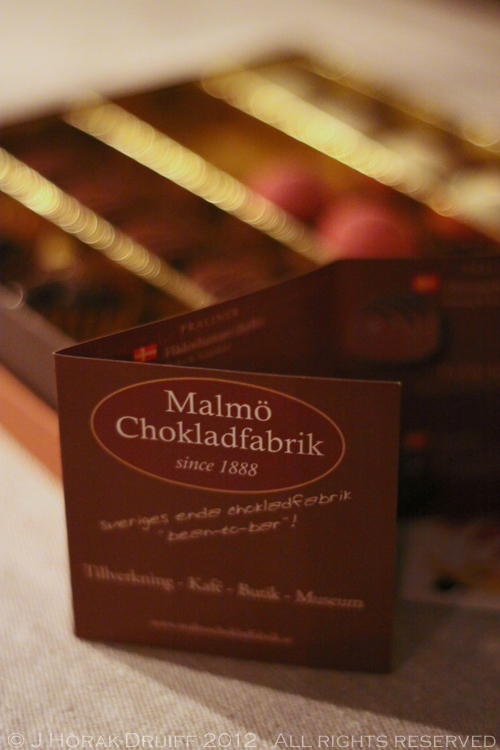 PRALINER
Malmö
Chokladfabrik
since 1888
Sveriges enda chokladfabrik
"bean-to-bar"!
Tillverkning - Kafé - Butik - Museum
© J Horak-Druiff 2012. All rights reserved